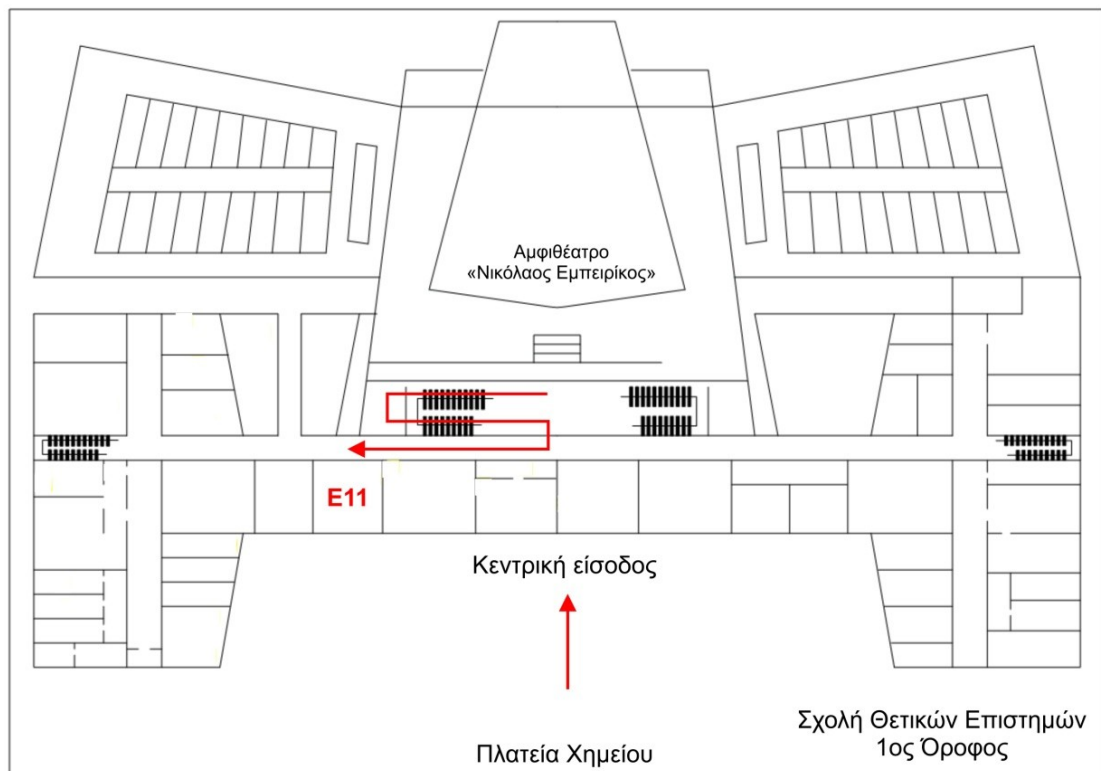 Αμφιθέατρο
«Νικόλαος Εμπειρίκος»
E11
Κεντρική είσοδος
Πλατεία Χημείου
Σχολή Θετικών Επιστημών
1ος Όροφος